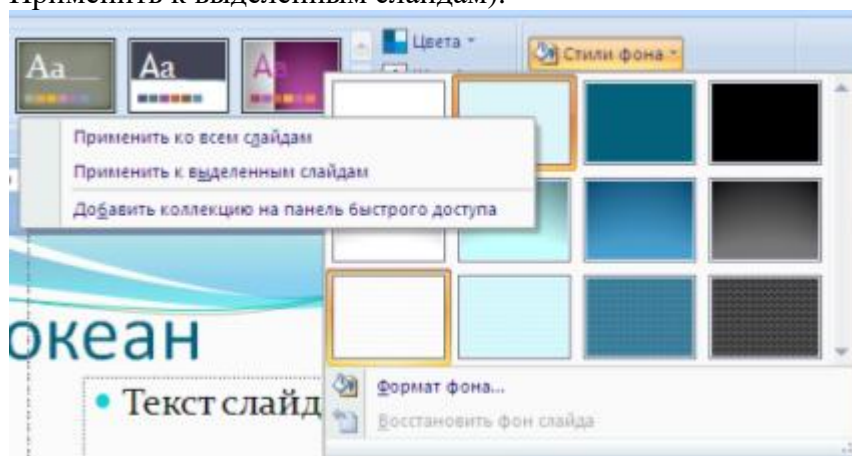 Применить к выделенным слайдам).
Цвета
Aa Aa A
Стили фона
Применить ко всем слайдам
Применить к выделенным слайдам
Добавить коллекцию на панель быстрого доступа
океан
• Текст слайд
Формат фона...
Восстановить фон слайда